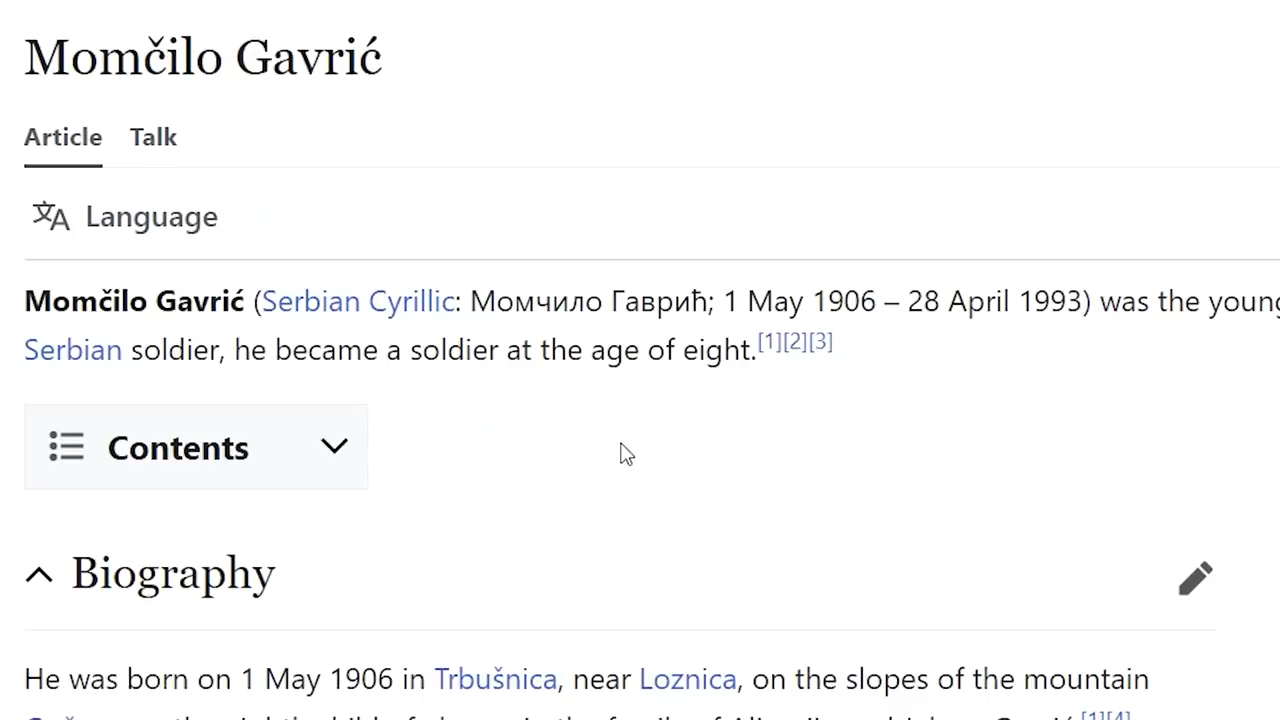 Momčilo Gavrić
Article Talk
Language
Momčilo Gavrić (Serbian Cyrillic: Момчило Гаврић; 1 May 1906 – 28 April 1993) was the
Serbian soldier, he became a soldier at the age of eight.[1][2][3]
Contents
Biography
He was born on 1 May 1906 in Trbušnica, near Loznica, on the slopes of the mountain